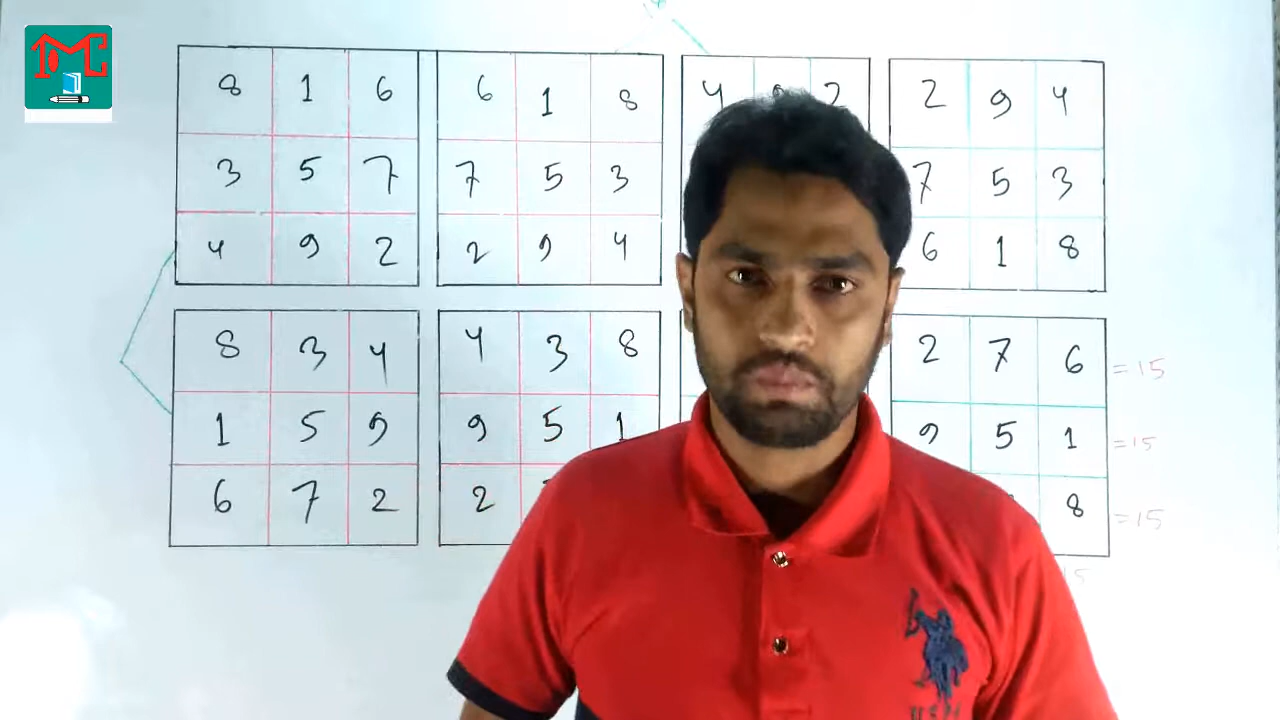 8 1 6 6 1 8 4 2 2 9 4
3 5 7 7 5 3 7 5 3
4 9 2 2 9 4 6 1 8
8 3 4 4 3 8 2 7 6 =15
1 5 9 9 5 1 9 5 1 =15
6 7 2 2 8 =15
15